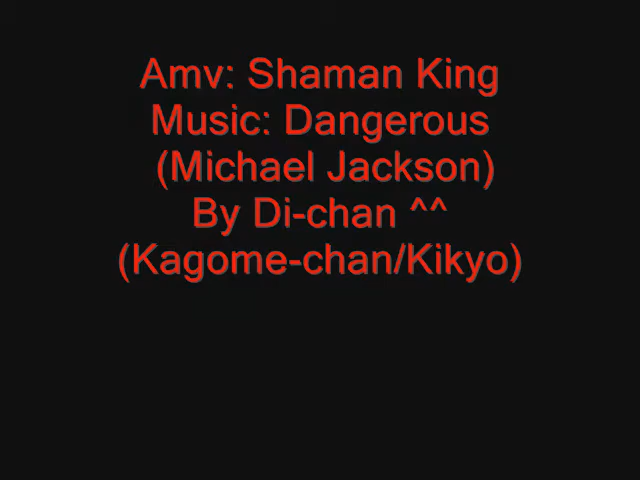 Amv: Shaman King
Music: Dangerous
(Michael Jackson)
By Di-chan ^^
(Kagome-chan/Kikyo)